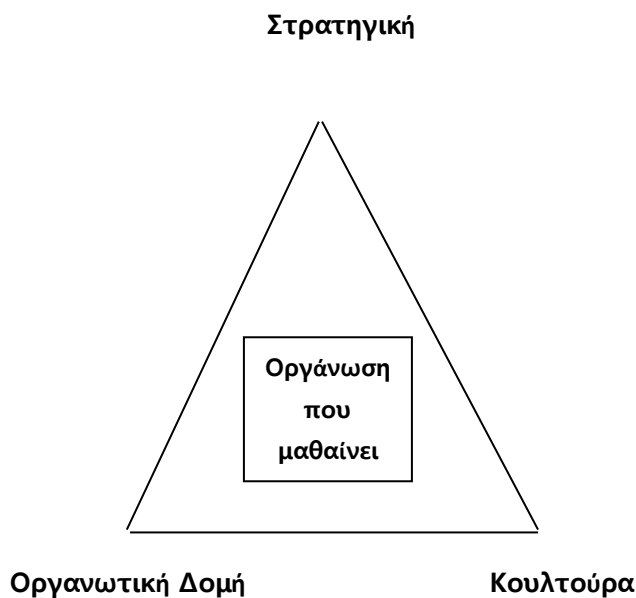 Στρατηγική
Οργάνωση
που
μαθαίνει
Οργανωτική Δομή
Κουλτούρα